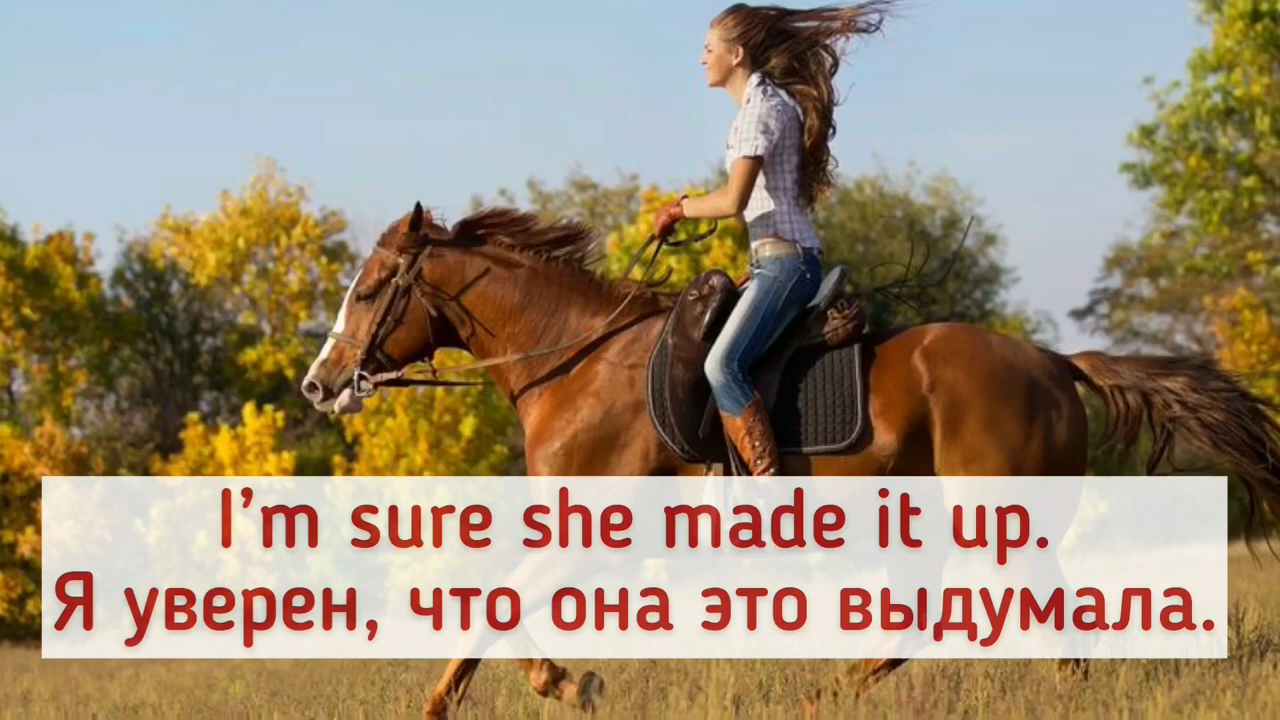 I’m sure she made it up.
Я уверен, что она это выдумала.